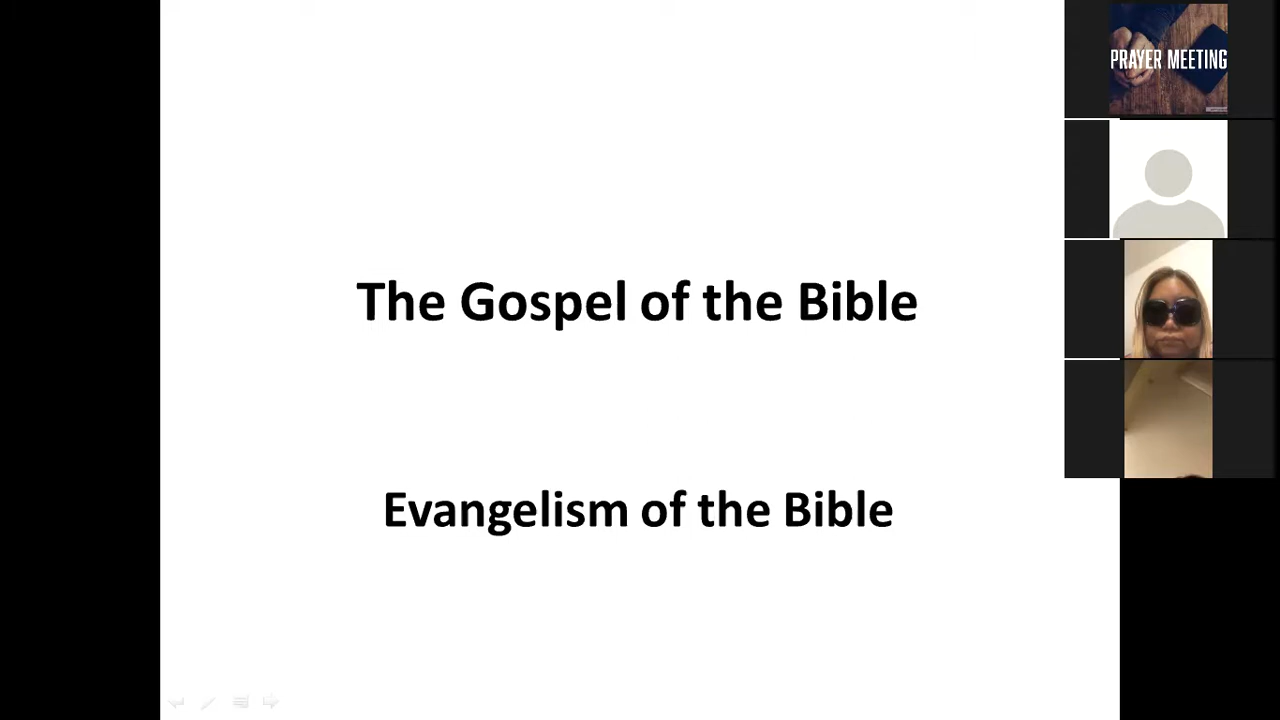 PRAYER MEETING
The Gospel of the Bible
Evangelism of the Bible